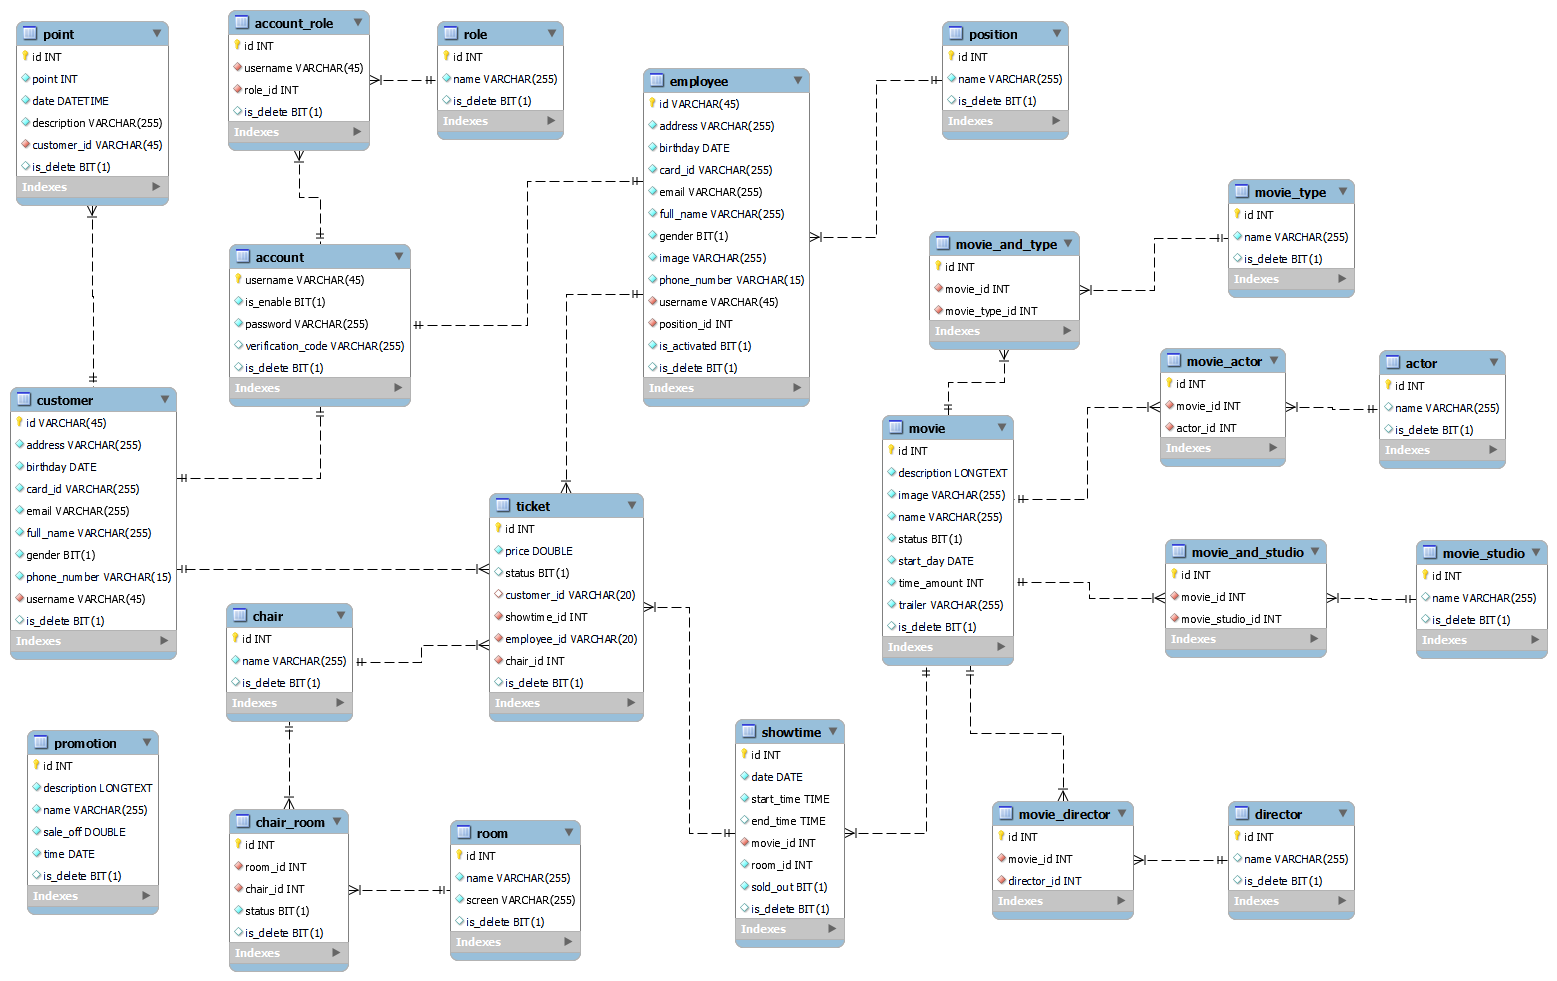 point
id INT
point INT
date DATETIME
description VARCHAR(255)
customer_id VARCHAR(45)
is_delete BIT(1)
Indexes
account_role
id INT
username VARCHAR(45)
role_id INT
is_delete BIT(1)
Indexes
role
id INT
name VARCHAR(255)
is_delete BIT(1)
Indexes
employee
id VARCHAR(45)
address VARCHAR(255)
birthday DATE
card_id VARCHAR(255)
email VARCHAR(255)
full_name VARCHAR(255)
gender BIT(1)
image VARCHAR(255)
phone_number VARCHAR(15)
username VARCHAR(45)
position_id INT
is_activated BIT(1)
is_delete BIT(1)
Indexes
position
id INT
name VARCHAR(255)
is_delete BIT(1)
Indexes
movie_type
id INT
name VARCHAR(255)
is_delete BIT(1)
Indexes
movie_and_type
id INT
movie_id INT
movie_type_id INT
Indexes
account
username VARCHAR(45)
is_enable BIT(1)
password VARCHAR(255)
verification_code VARCHAR(255)
is_delete BIT(1)
Indexes
movie_actor
id INT
movie_id INT
actor_id INT
Indexes
actor
id INT
name VARCHAR(255)
is_delete BIT(1)
Indexes
customer
id VARCHAR(45)
address VARCHAR(255)
birthday DATE
card_id VARCHAR(255)
email VARCHAR(255)
full_name VARCHAR(255)
gender BIT(1)
phone_number VARCHAR(15)
username VARCHAR(45)
is_delete BIT(1)
Indexes
movie
id INT
description LONGTEXT
image VARCHAR(255)
name VARCHAR(255)
status BIT(1)
start_day DATE
time_amount INT
trailer VARCHAR(255)
is_delete BIT(1)
Indexes
ticket
id INT
price DOUBLE
status BIT(1)
customer_id VARCHAR(20)
showtime_id INT
employee_id VARCHAR(20)
chair_id INT
is_delete BIT(1)
Indexes
movie_and_studio
id INT
movie_id INT
movie_studio_id INT
Indexes
movie_studio
id INT
name VARCHAR(255)
is_delete BIT(1)
Indexes
chair
id INT
name VARCHAR(255)
is_delete BIT(1)
Indexes
promotion
id INT
description LONGTEXT
name VARCHAR(255)
sale_off DOUBLE
time DATE
is_delete BIT(1)
Indexes
showtime
id INT
date DATE
start_time TIME
end_time TIME
movie_id INT
room_id INT
sold_out BIT(1)
is_delete BIT(1)
Indexes
chair_room
id INT
room_id INT
chair_id INT
status BIT(1)
is_delete BIT(1)
Indexes
room
id INT
name VARCHAR(255)
screen VARCHAR(255)
is_delete BIT(1)
Indexes
movie_director
id INT
movie_id INT
director_id INT
Indexes
director
id INT
name VARCHAR(255)
is_delete BIT(1)
Indexes